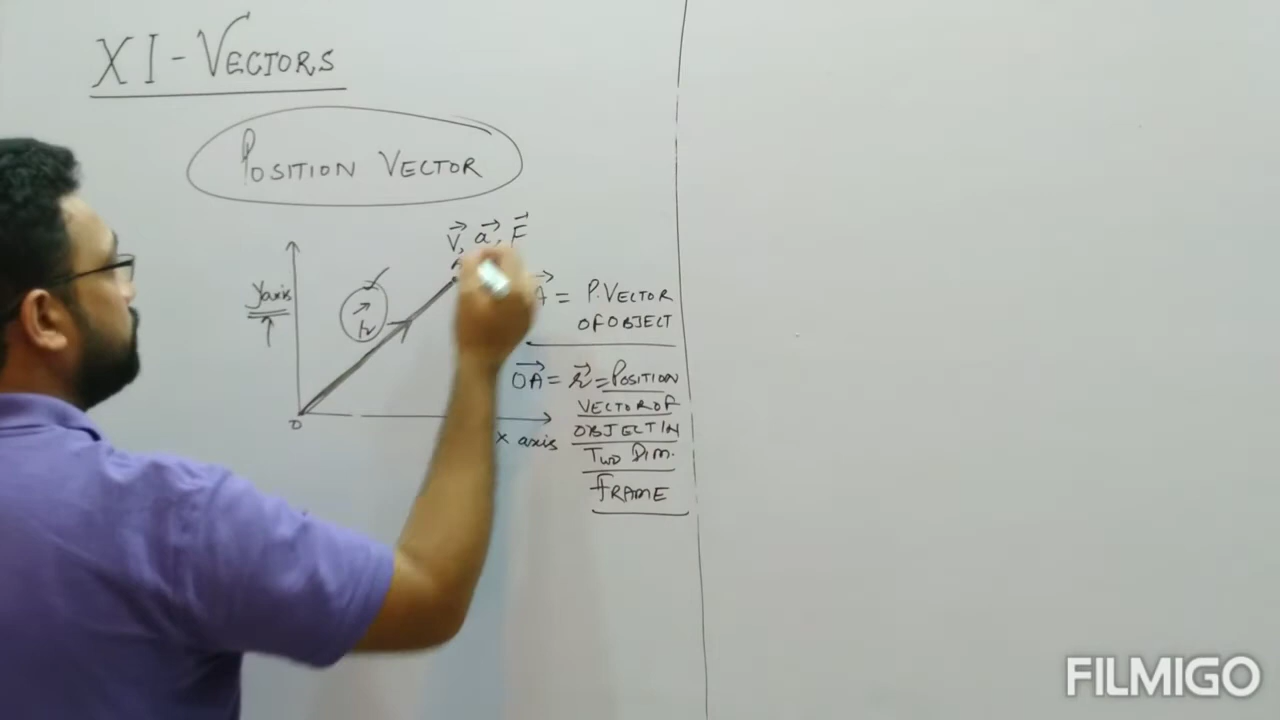 XI - VECTORS
POSITION VECTOR
V⃗, a⃗, F⃗
A
y axis
r⃗
A⃗ = P. VECTOR
OF OBJECT
OA⃗ = r⃗ = POSITION
VECTOR OF
OBJECT IN
TWO DIM.
FRAME
O
x axis
FILMIGO